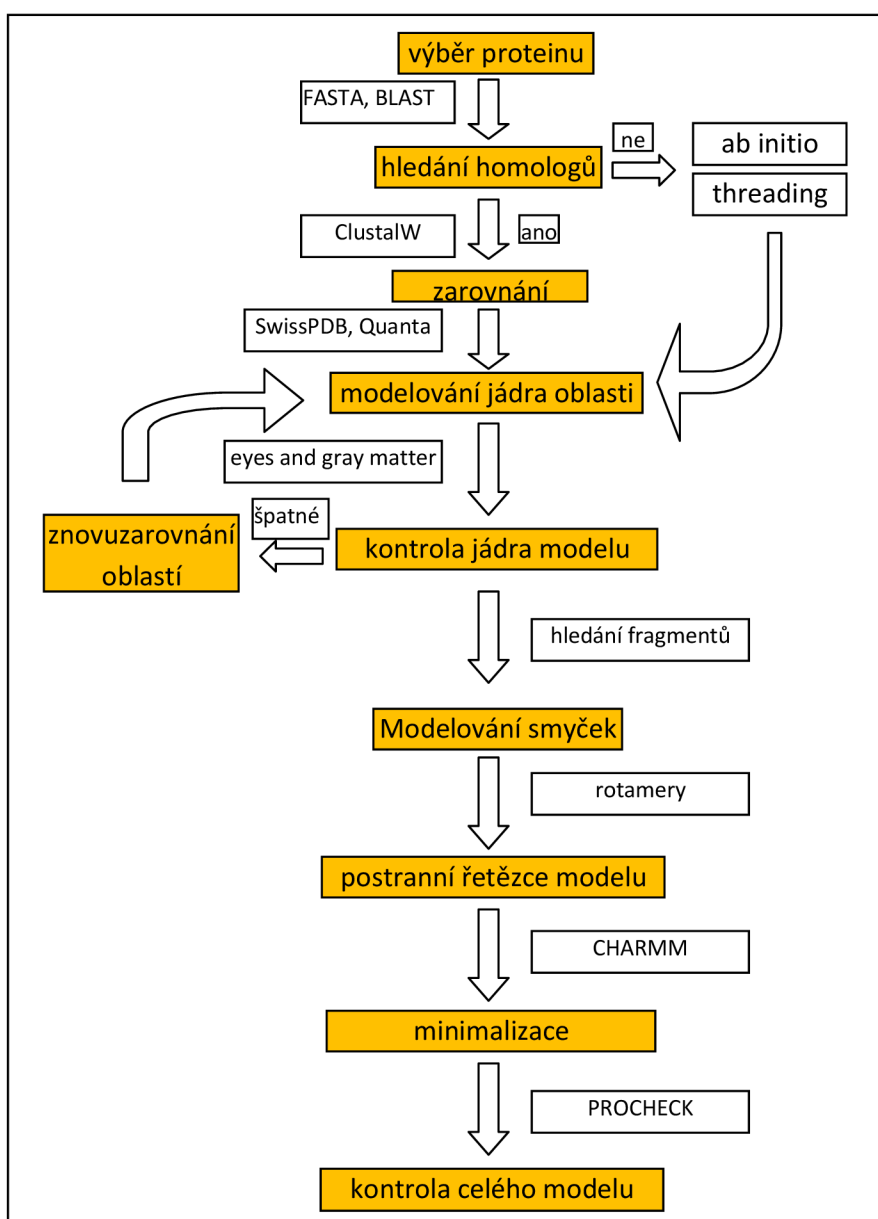 výběr proteinu
FASTA, BLAST
ne
ab initio
hledání homologů
threading
ClustalW
ano
zarovnání
SwissPDB, Quanta
modelování jádra oblasti
eyes and gray matter
špatné
znovuzarovnání
oblastí
kontrola jádra modelu
hledání fragmentů
Modelování smyček
rotamery
postranní řetězce modelu
CHARMM
minimalizace
PROCHECK
kontrola celého modelu